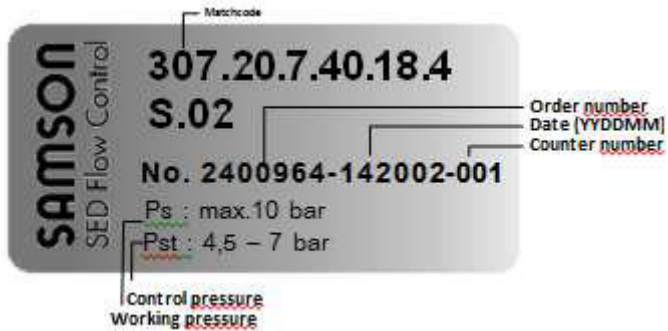 Matchcode
SAMSON
SED Flow Control
307.20.7.40.18.4
S.02
No. 2400964-142002-001
Ps : max.10 bar
Pst : 4,5 – 7 bar
Order number
Date (YYDDMM)
Counter number
Control pressure
Working pressure